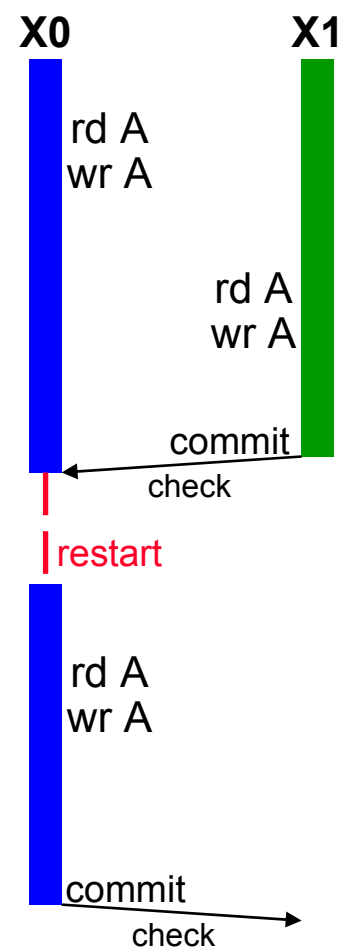 X0 X1
rd A
wr A
rd A
wr A
commit
check
restart
rd A
wr A
commit
check